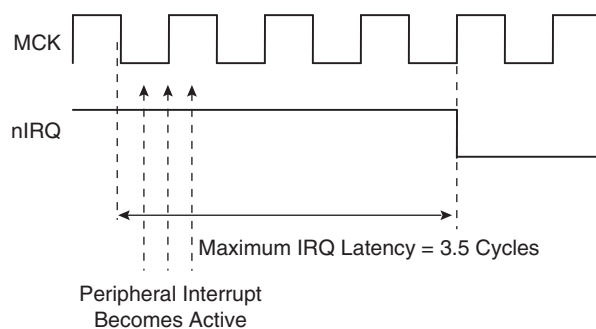 MCK
nIRQ
Maximum IRQ Latency = 3.5 Cycles
Peripheral Interrupt
Becomes Active